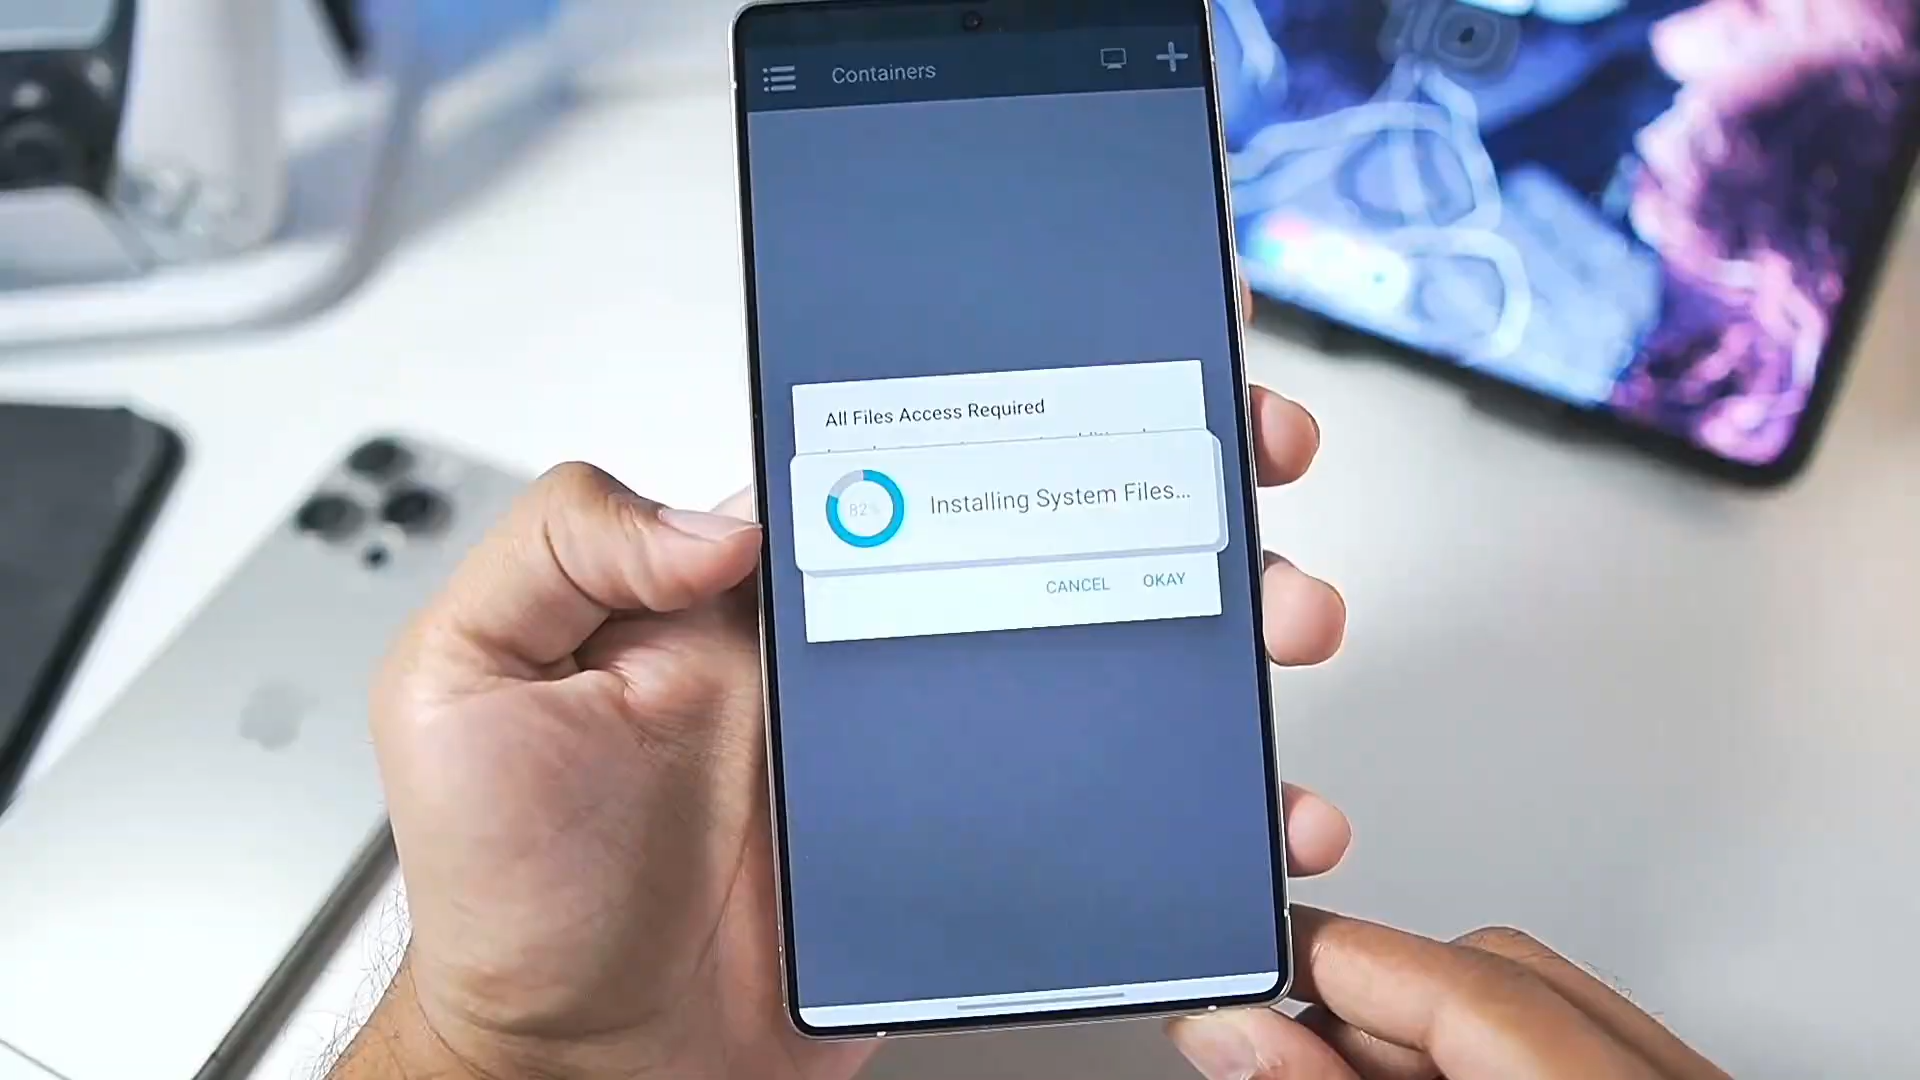 Containers
All Files Access Required
82%
Installing System Files...
CANCEL OKAY